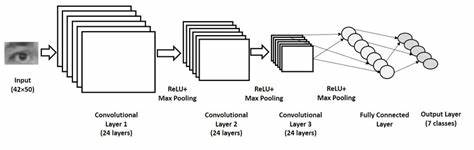 Input
(42×50)
Convolutional
Layer 1
(24 layers)
ReLU+
Max Pooling
Convolutional
Layer 2
(24 layers)
ReLU+
Max Pooling
Convolutional
Layer 3
(24 layers)
ReLU+
Max Pooling
Fully Connected
Layer
Output Layer
(7 classes)